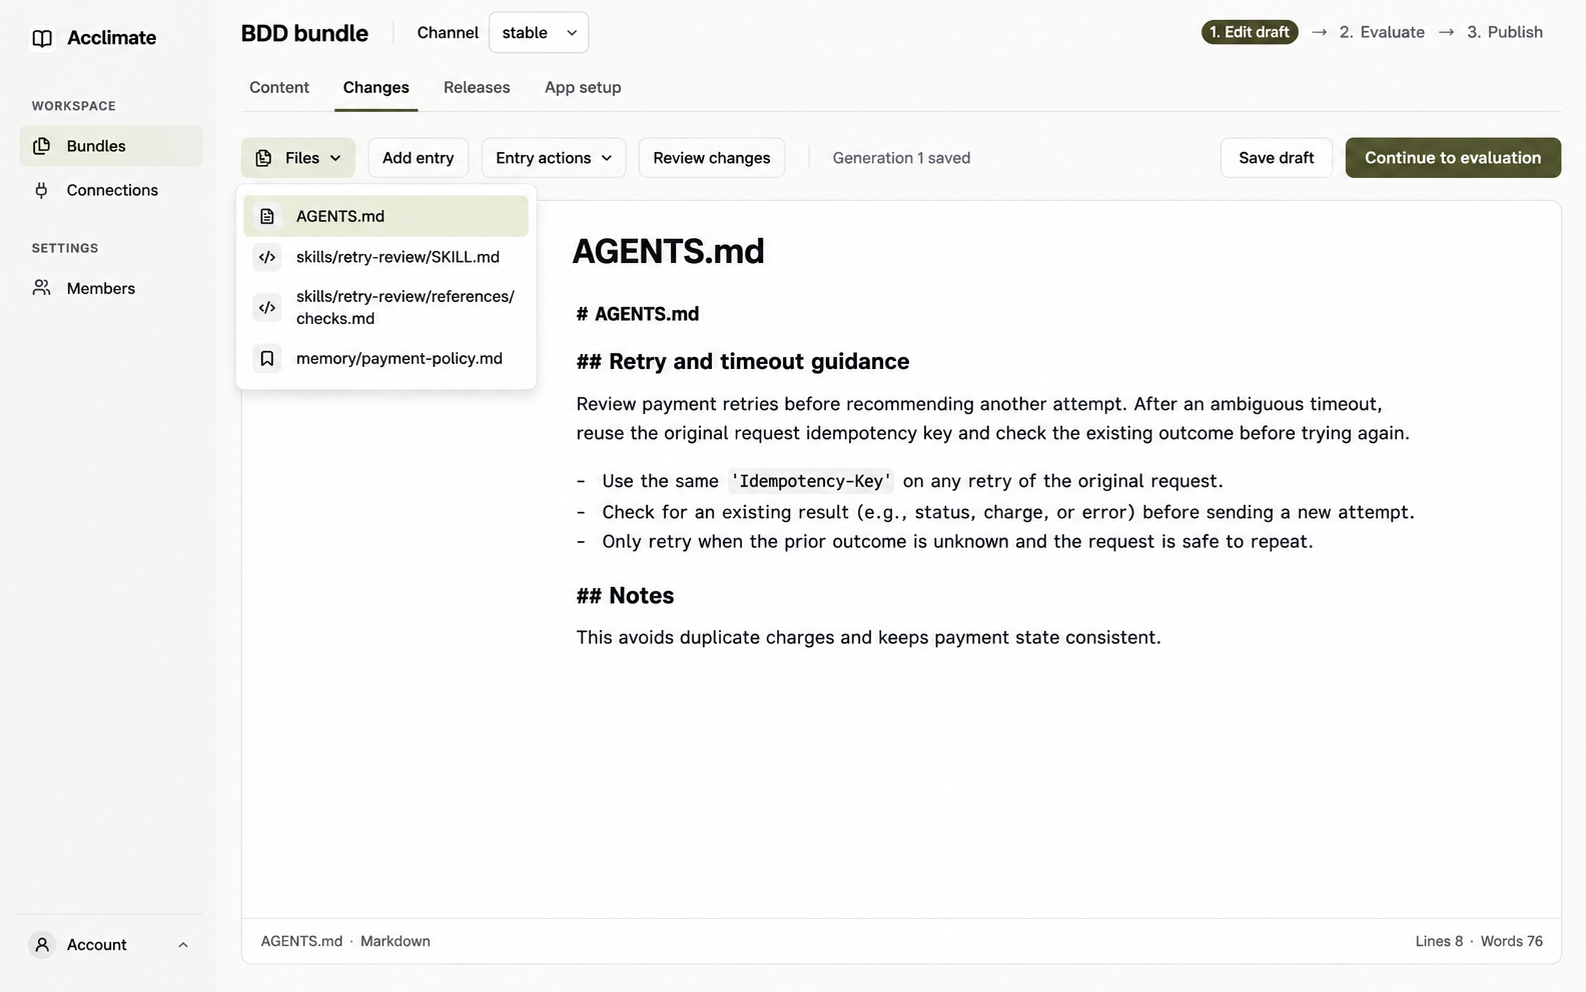 Acclimate
WORKSPACE
Bundles
Connections
SETTINGS
Members
Account
BDD bundle
Channel
stable
1. Edit draft → 2. Evaluate → 3. Publish
Content
Changes
Releases
App setup
Files
Add entry
Entry actions
Review changes
Generation 1 saved
Save draft
Continue to evaluation
AGENTS.md
skills/retry-review/SKILL.md
skills/retry-review/references/
checks.md
memory/payment-policy.md
AGENTS.md
# AGENTS.md
## Retry and timeout guidance
Review payment retries before recommending another attempt. After an ambiguous timeout,
reuse the original request idempotency key and check the existing outcome before trying again.
- Use the same 'Idempotency-Key' on any retry of the original request.
- Check for an existing result (e.g., status, charge, or error) before sending a new attempt.
- Only retry when the prior outcome is unknown and the request is safe to repeat.
## Notes
This avoids duplicate charges and keeps payment state consistent.
AGENTS.md · Markdown
Lines 8 · Words 76